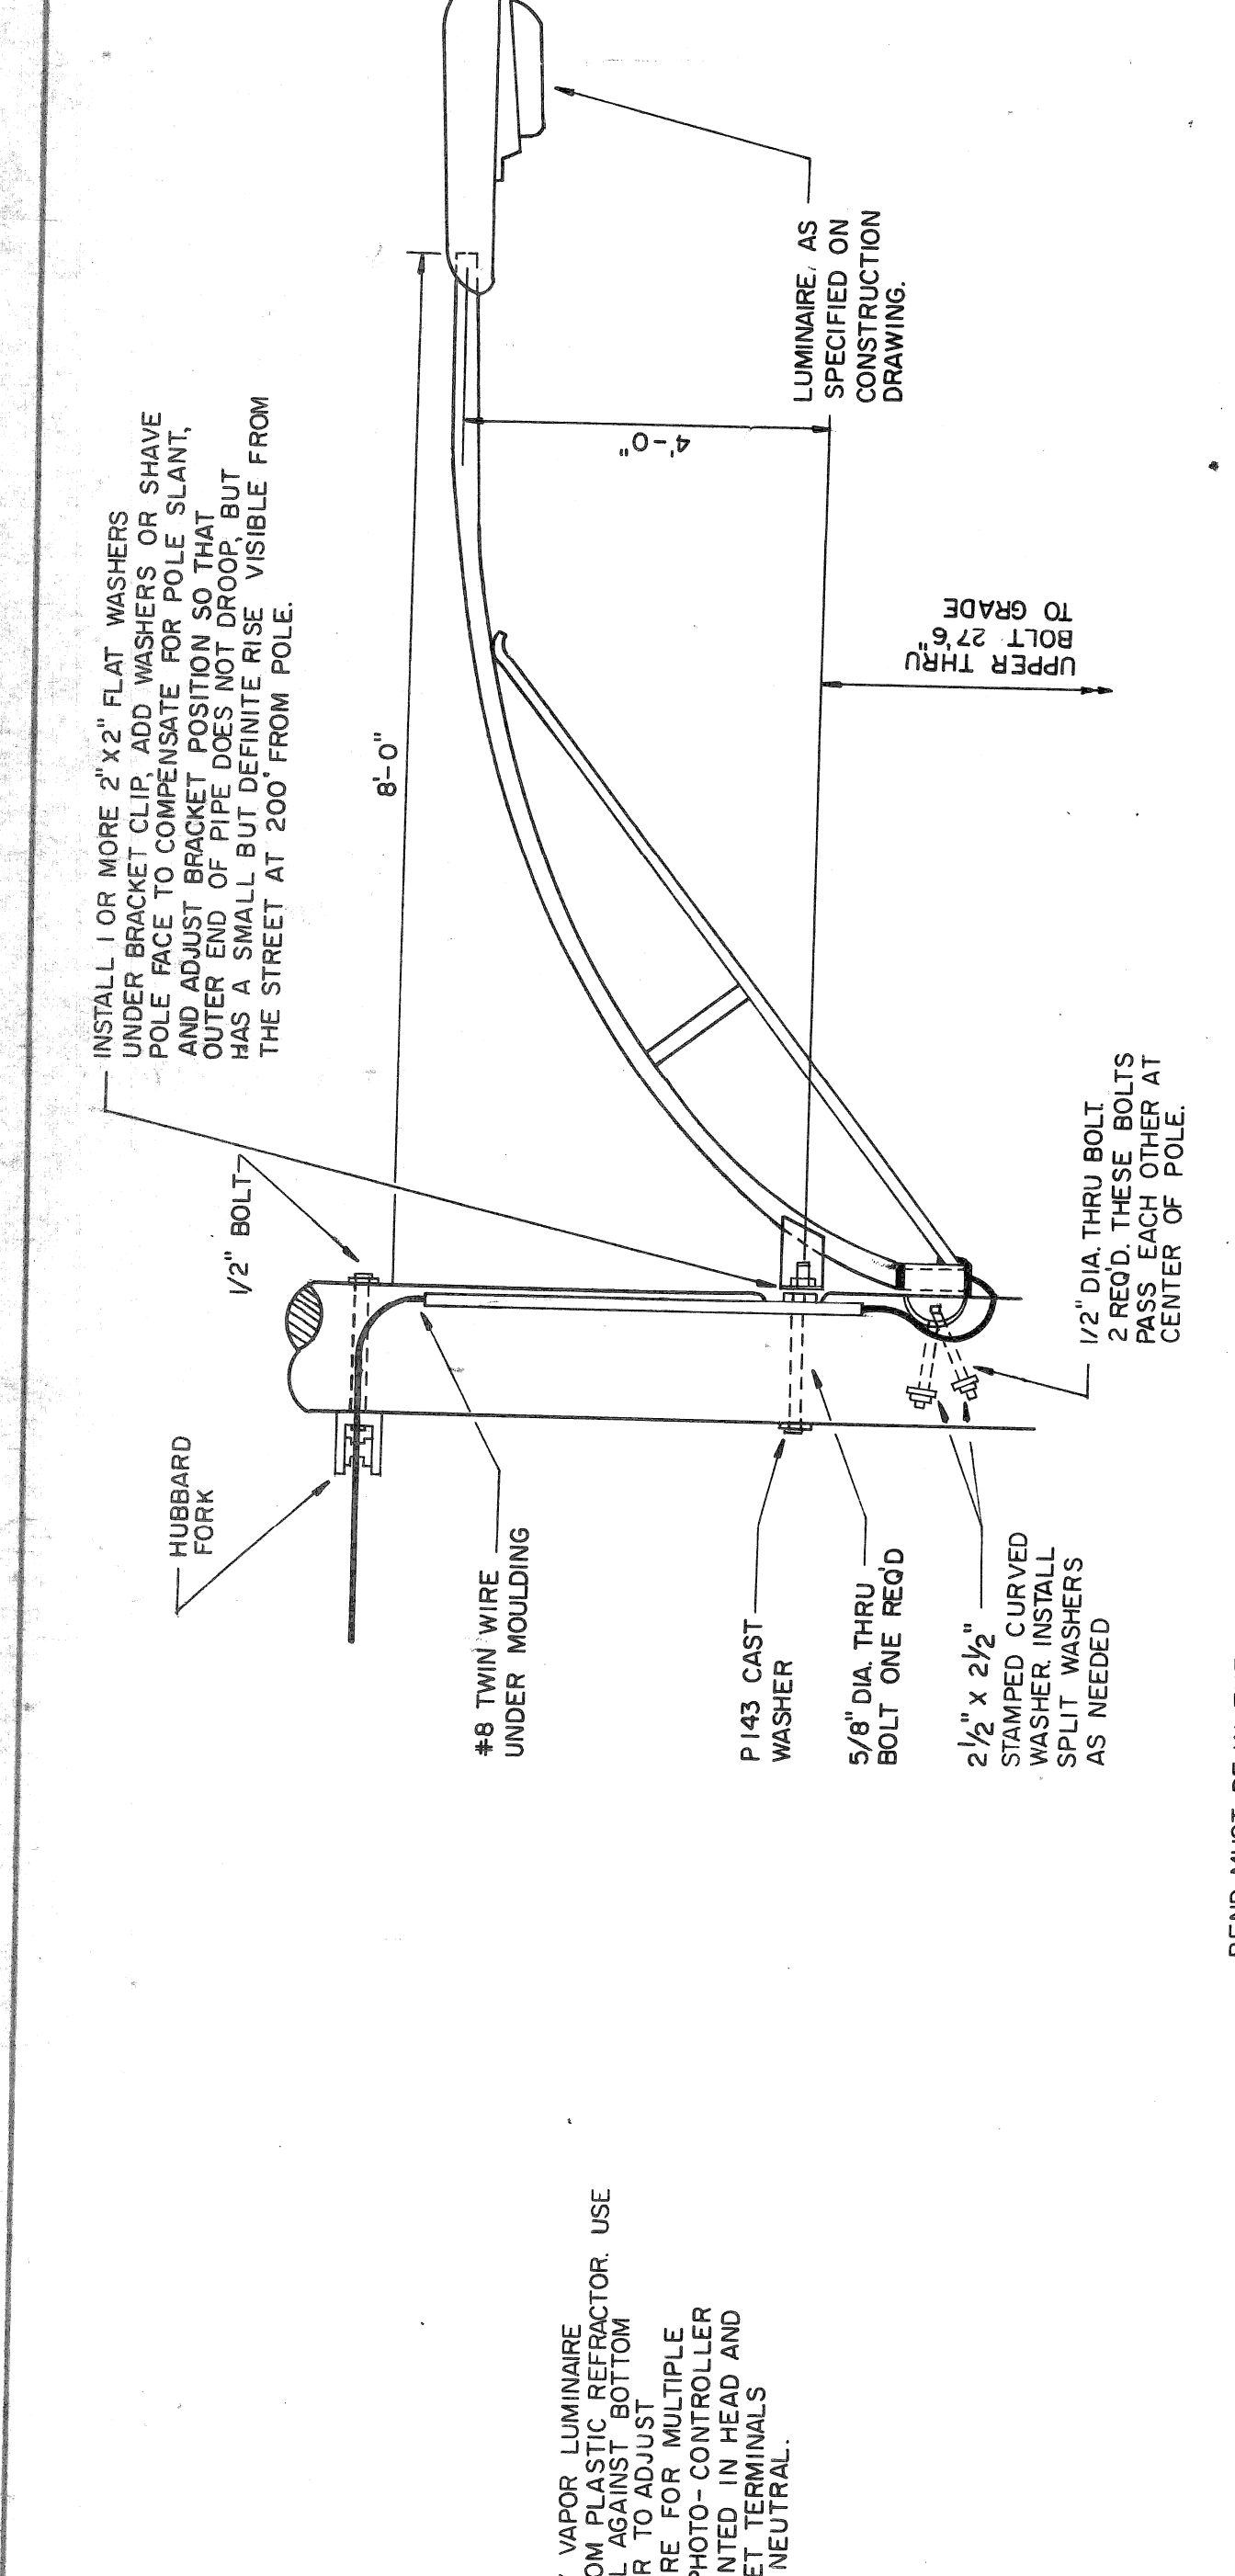 INSTALL 1 OR MORE 2"X2" FLAT WASHERS
UNDER BRACKET CLIP, ADD WASHERS OR SHAVE
POLE FACE TO COMPENSATE FOR POLE SLANT,
AND ADJUST BRACKET POSITION SO THAT
OUTER END OF PIPE DOES NOT DROOP, BUT
HAS A SMALL BUT DEFINITE RISE VISIBLE FROM
THE STREET AT 200' FROM POLE.
1/2" BOLT
HUBBARD
FORK
8'-0"
4'-0"
LUMINAIRE, AS
SPECIFIED ON
CONSTRUCTION
DRAWING.
UPPER THRU
BOLT 27'6"
TO GRADE
#8 TWIN WIRE
UNDER MOULDING
P143 CAST
WASHER
5/8" DIA. THRU
BOLT ONE REQ'D
2½" X 2½"
STAMPED CURVED
WASHER. INSTALL
SPLIT WASHERS
AS NEEDED
1/2" DIA. THRU BOLT.
2 REQ'D. THESE BOLTS
PASS EACH OTHER AT
CENTER OF POLE.
VAPOR LUMINAIRE
OM PLASTIC REFRACTOR. USE
L AGAINST BOTTOM
R TO ADJUST
RE FOR MULTIPLE
PHOTO-CONTROLLER
NTED IN HEAD AND
ET TERMINALS
NEUTRAL.